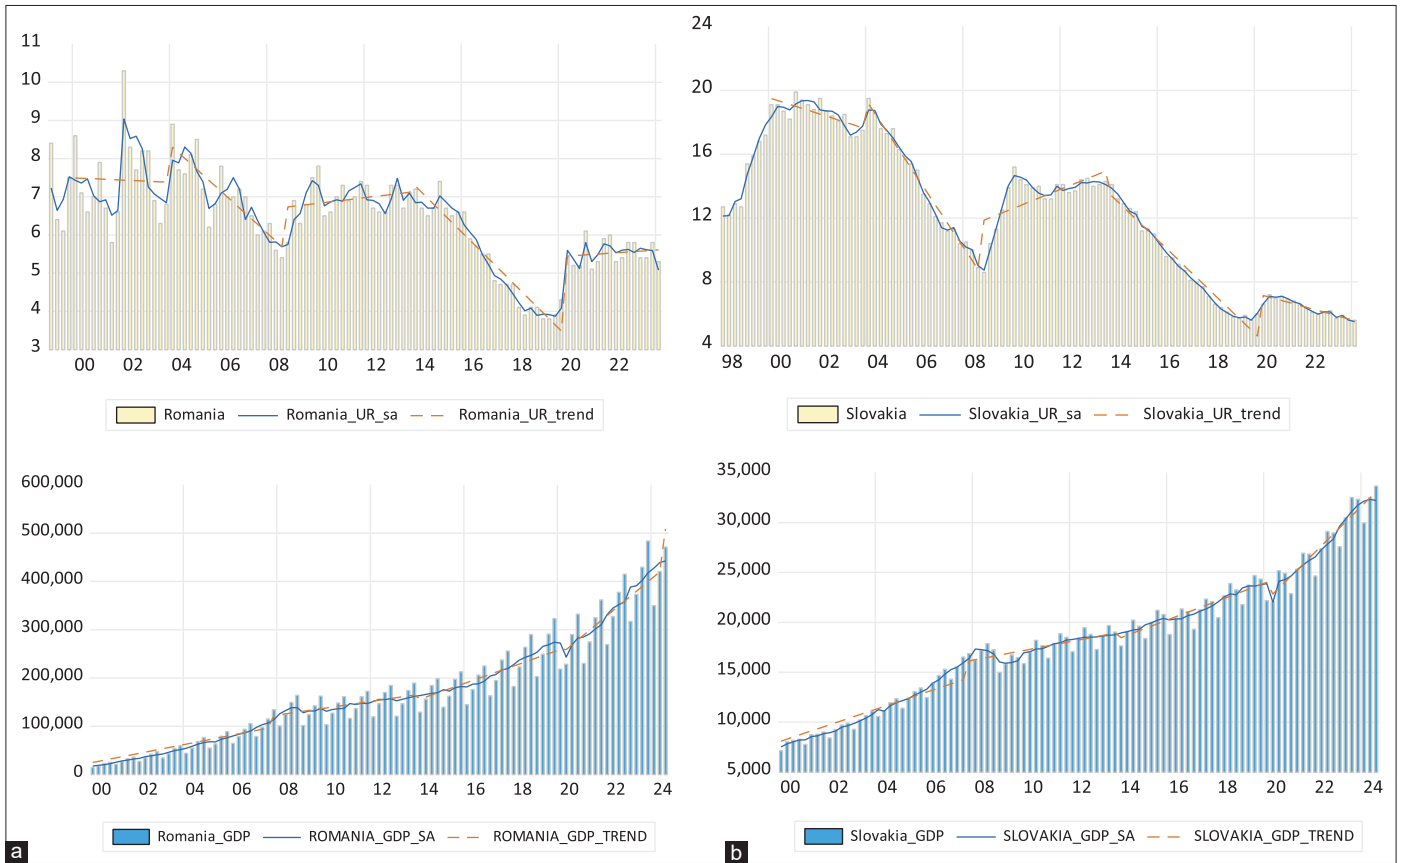 11
10
9
8
7
6
5
4
3
00 02 04 06 08 10 12 14 16 18 20 22
Romania Romania_UR_sa Romania_UR_trend
24
20
16
12
8
4
98 00 02 04 06 08 10 12 14 16 18 20 22
Slovakia Slovakia_UR_sa Slovakia_UR_trend
600,000
500,000
400,000
300,000
200,000
100,000
0
00 02 04 06 08 10 12 14 16 18 20 22 24
Romania_GDP ROMANIA_GDP_SA ROMANIA_GDP_TREND
a
35,000
30,000
25,000
20,000
15,000
10,000
5,000
00 02 04 06 08 10 12 14 16 18 20 22 24
Slovakia_GDP SLOVAKIA_GDP_SA SLOVAKIA_GDP_TREND
b